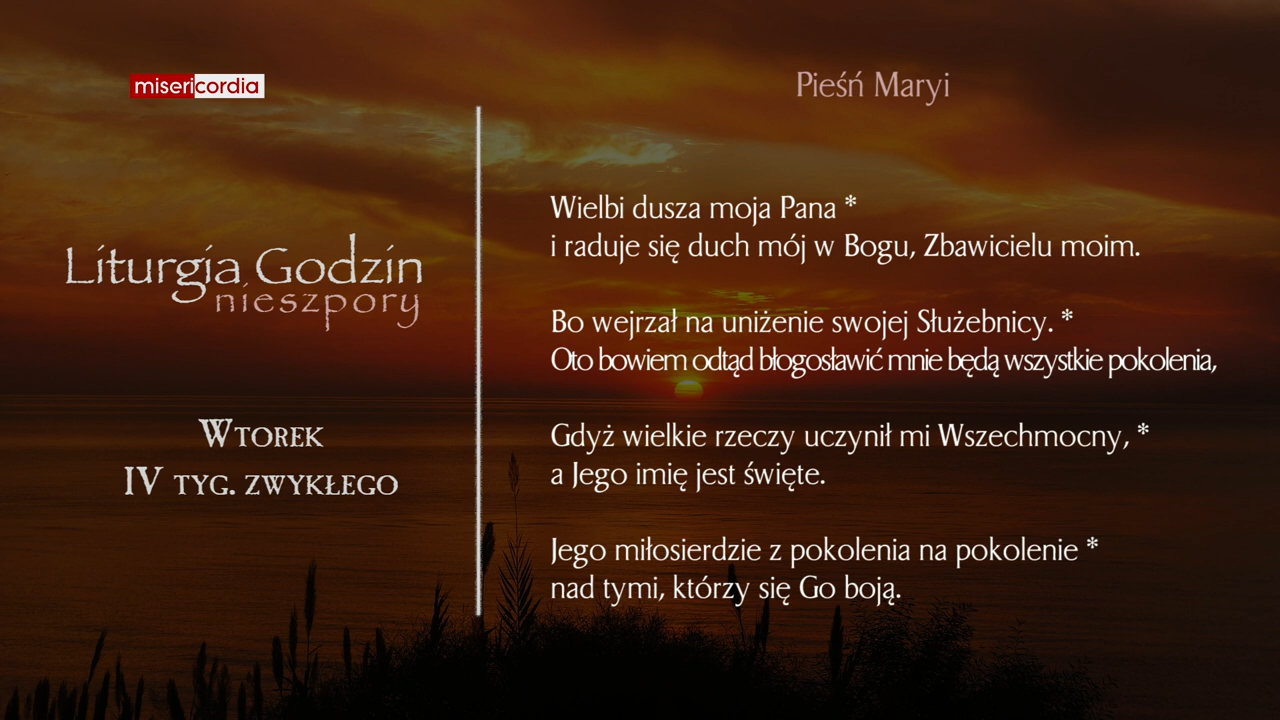 misericordia
Liturgia Godzin
nieszpory
Wtorek
IV tyg. zwykłego
Pieśń Maryi
Wielbi dusza moja Pana *
i raduje się duch mój w Bogu, Zbawicielu moim.
Bo wejrzał na uniżenie swojej Służebnicy. *
Oto bowiem odtąd błogosławić mnie będą wszystkie pokolenia,
Gdyż wielkie rzeczy uczynił mi Wszechmocny, *
a Jego imię jest święte.
Jego miłosierdzie z pokolenia na pokolenie *
nad tymi, którzy się Go boją.